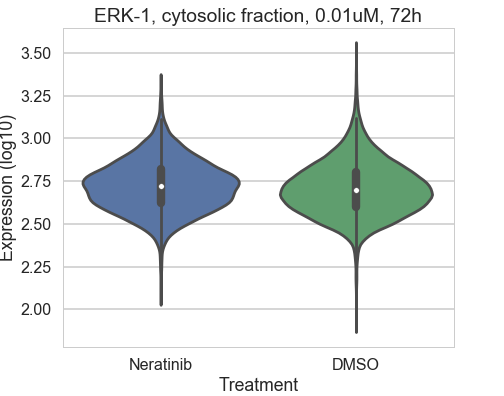 ERK-1, cytosolic fraction, 0.01uM, 72h
Expression (log10)
3.50
3.25
3.00
2.75
2.50
2.25
2.00
Neratinib
DMSO
Treatment